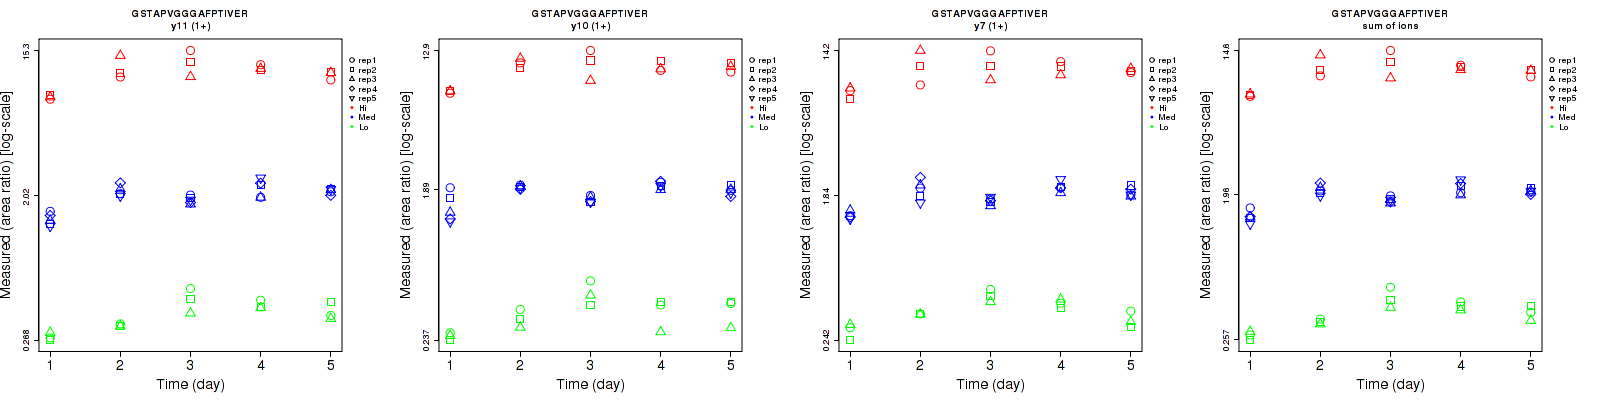 GSTAPVGGGAFPTIVER
y11 (1+)
15.3
2.02
0.268
Measured (area ratio) [log-scale]
1 2 3 4 5
Time (day)
rep1
rep2
rep3
rep4
rep5
Hi
Med
Lo
GSTAPVGGGAFPTIVER
y10 (1+)
12.9
1.89
0.237
Measured (area ratio) [log-scale]
1 2 3 4 5
Time (day)
rep1
rep2
rep3
rep4
rep5
Hi
Med
Lo
GSTAPVGGGAFPTIVER
y7 (1+)
14.2
1.84
0.242
Measured (area ratio) [log-scale]
1 2 3 4 5
Time (day)
rep1
rep2
rep3
rep4
rep5
Hi
Med
Lo
GSTAPVGGGAFPTIVER
sum of ions
14.6
1.96
0.257
Measured (area ratio) [log-scale]
1 2 3 4 5
Time (day)
rep1
rep2
rep3
rep4
rep5
Hi
Med
Lo